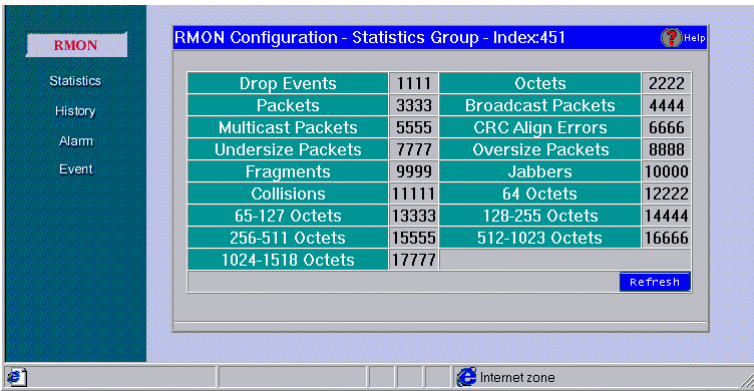 RMON
Statistics
History
Alarm
Event
RMON Configuration - Statistics Group - Index:451
Help
Drop Events 1111 Octets 2222
Packets 3333 Broadcast Packets 4444
Multicast Packets 5555 CRC Align Errors 6666
Undersize Packets 7777 Oversize Packets 8888
Fragments 9999 Jabbers 10000
Collisions 11111 64 Octets 12222
65-127 Octets 13333 128-255 Octets 14444
256-511 Octets 15555 512-1023 Octets 16666
1024-1518 Octets 17777
Refresh
Internet zone